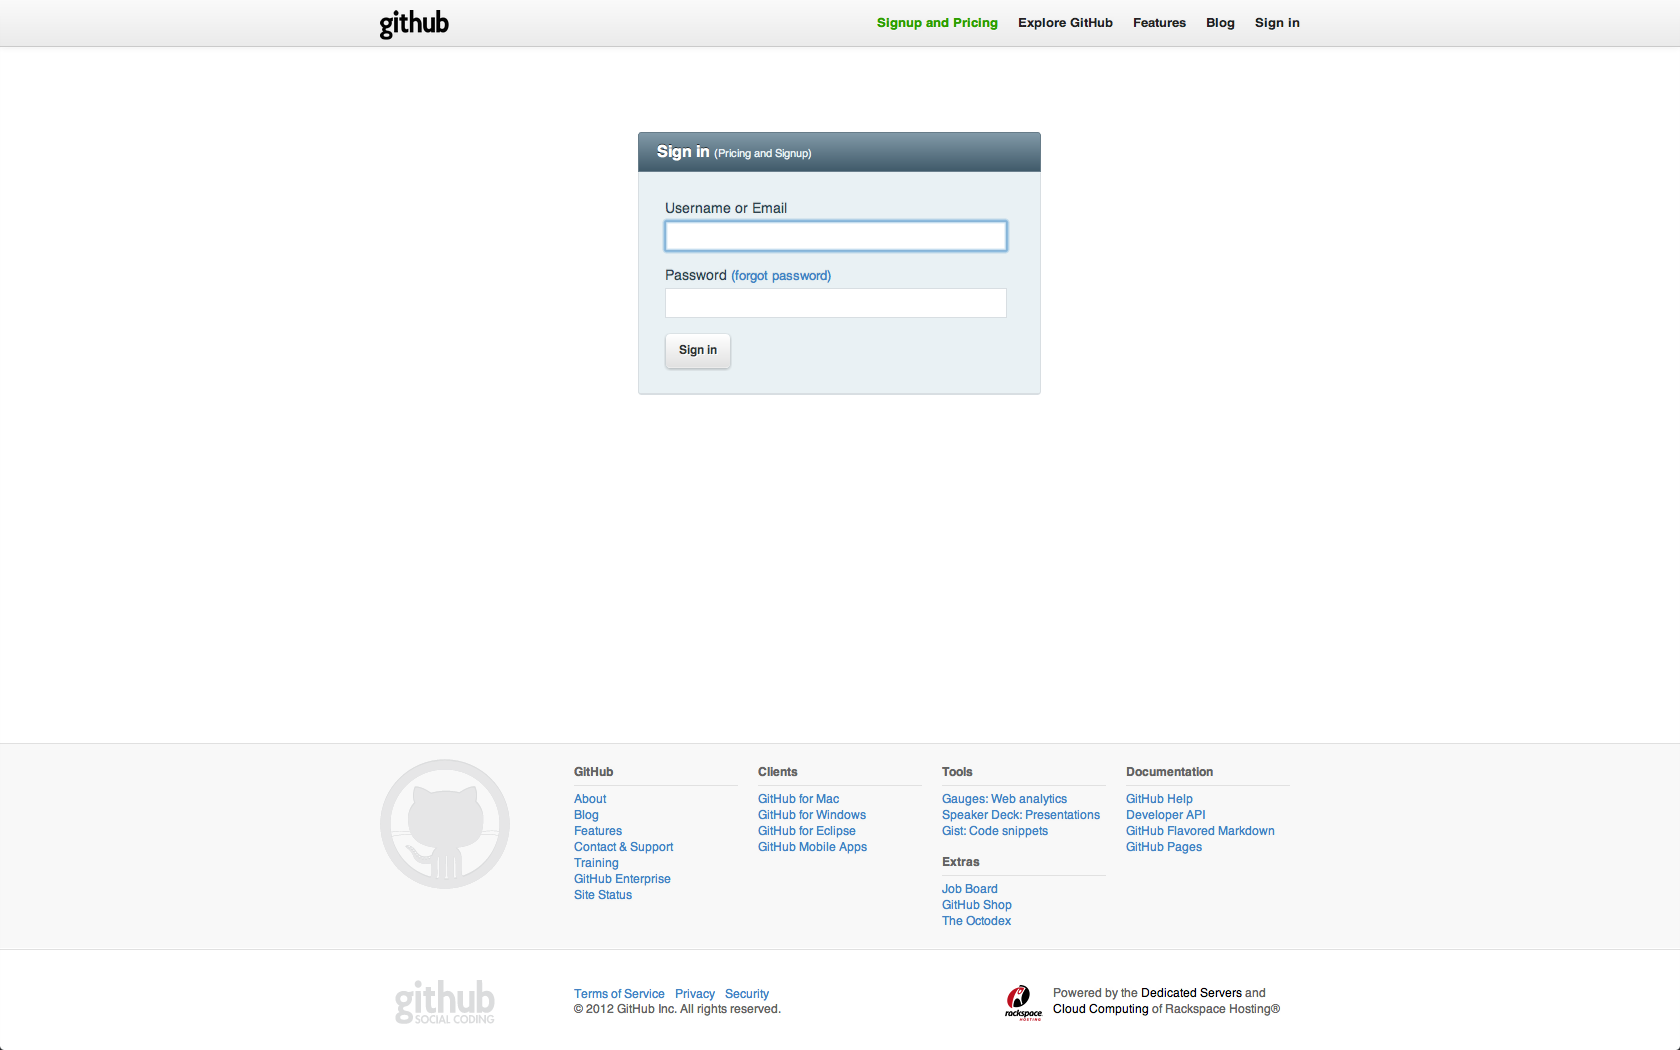 github
Signup and Pricing Explore GitHub Features Blog Sign in
Sign in (Pricing and Signup)
Username or Email
Password (forgot password)
Sign in
GitHub
About
Blog
Features
Contact & Support
Training
GitHub Enterprise
Site Status
Clients
GitHub for Mac
GitHub for Windows
GitHub for Eclipse
GitHub Mobile Apps
Tools
Gauges: Web analytics
Speaker Deck: Presentations
Gist: Code snippets
Extras
Job Board
GitHub Shop
The Octodex
Documentation
GitHub Help
Developer API
GitHub Flavored Markdown
GitHub Pages
github
SOCIAL CODING
Terms of Service Privacy Security
© 2012 GitHub Inc. All rights reserved.
rackspace
HOSTING
Powered by the Dedicated Servers and
Cloud Computing of Rackspace Hosting®